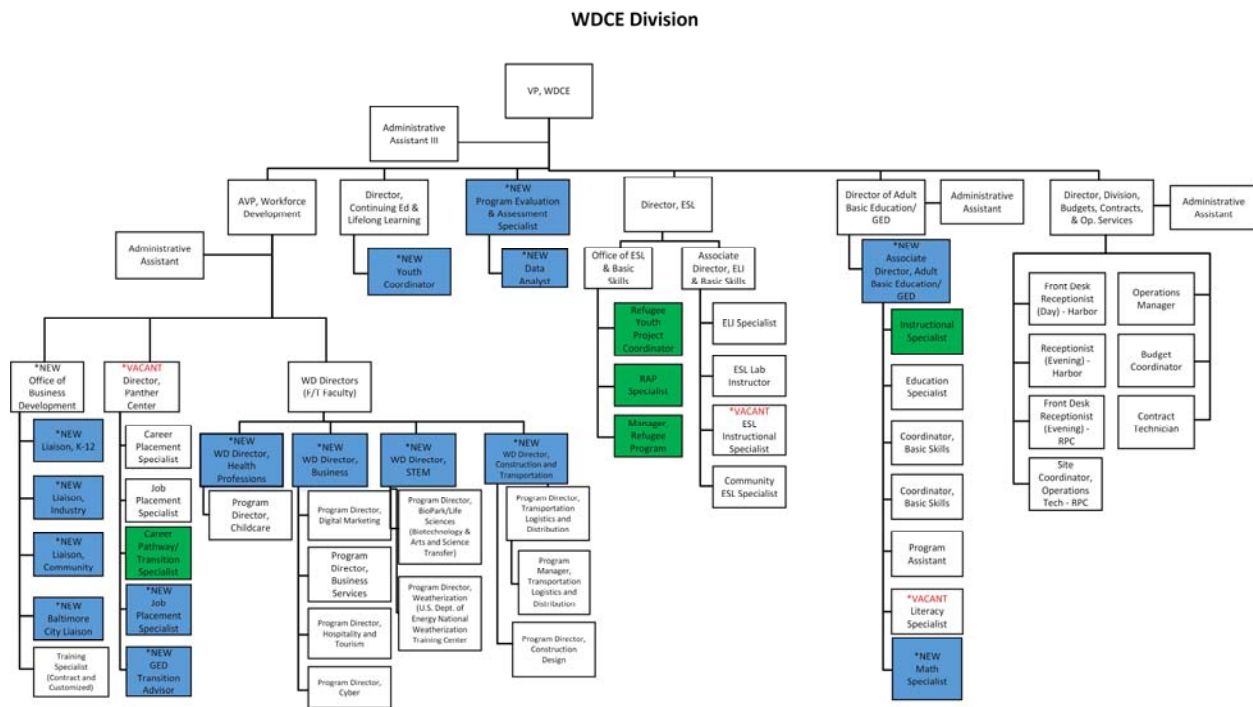 WDCE Division
VP, WDCE
Administrative
Assistant III
AVP, Workforce
Development
Director,
Continuing Ed &
Lifelong Learning
*NEW
Program Evaluation
& Assessment
Specialist
Director, ESL
Director of Adult
Basic Education/
GED
Administrative
Assistant
Director, Division,
Budgets, Contracts,
& Op. Services
Administrative
Assistant
Administrative
Assistant
*NEW
Youth
Coordinator
*NEW
Data
Analyst
Office of ESL
& Basic
Skills
Associate
Director, ELI
& Basic Skills
*NEW
Associate
Director, Adult
Basic Education/
GED
Refugee
Youth
Project
Coordinator
RAP
Specialist
Manager,
Refugee
Program
ELI Specialist
ESL Lab
Instructor
*VACANT
ESL
Instructional
Specialist
Community
ESL Specialist
Instructional
Specialist
Education
Specialist
Coordinator,
Basic Skills
Coordinator,
Basic Skills
Program
Assistant
*VACANT
Literacy
Specialist
*NEW
Math
Specialist
Front Desk
Receptionist
(Day) - Harbor
Receptionist
(Evening) -
Harbor
Front Desk
Receptionist
(Evening) -
RPC
Site
Coordinator,
Operations
Tech - RPC
Operations
Manager
Budget
Coordinator
Contract
Technician
*NEW
Office of
Business
Development
*VACANT
Director,
Panther
Center
WD Directors
(F/T Faculty)
*NEW
Liaison, K-12
*NEW
Liaison,
Industry
*NEW
Liaison,
Community
*NEW
Baltimore
City Liaison
Training
Specialist
(Contract and
Customized)
Career
Placement
Specialist
Job
Placement
Specialist
Career
Pathway/
Transition
Specialist
*NEW
Job
Placement
Specialist
*NEW
GED
Transition
Advisor
*NEW
WD Director,
Health
Professions
Program
Director,
Childcare
*NEW
WD Director,
Business
Program Director,
Digital Marketing
Program
Director,
Business
Services
Program Director,
Hospitality and
Tourism
Program Director,
Cyber
*NEW
WD Director,
STEM
Program Director,
BioPark/Life
Sciences
(Biotechnology &
Arts and Science
Transfer)
Program Director,
Weatherization
(U.S. Dept. of
Energy National
Weatherization
Training Center
*NEW
WD Director,
Construction and
Transportation
Program Director,
Transportation
Logistics and
Distribution
Program
Manager,
Transportation
Logistics and
Distribution
Program Director,
Construction
Design